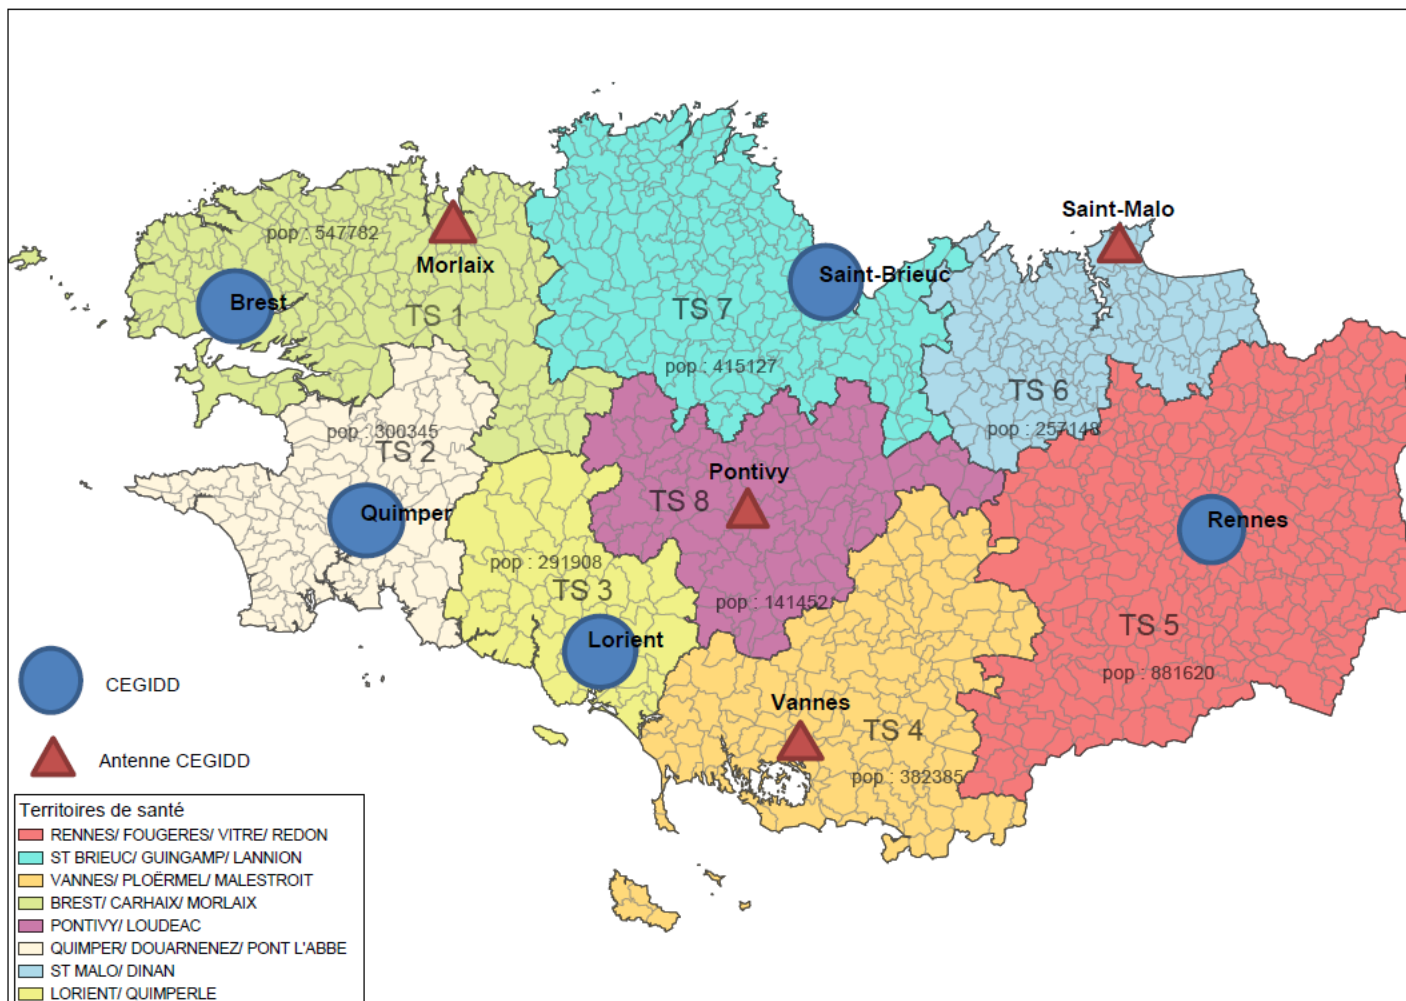 Saint-Malo
pop : 547782
Morlaix
Saint-Brieuc
Brest
TS 1
TS 7
pop : 415127
TS 6
pop : 300345
TS 2
pop : 257148
Pontivy
TS 8
Quimper
Rennes
pop : 291908
TS 3
pop : 141452
TS 5
Lorient
pop : 881620
CEGIDD
Vannes
TS 4
Antenne CEGIDD
pop : 382385
Territoires de santé
RENNES/ FOUGERES/ VITRE/ REDON
ST BRIEUC/ GUINGAMP/ LANNION
VANNES/ PLOËRMEL/ MALESTROIT
BREST/ CARHAIX/ MORLAIX
PONTIVY/ LOUDEAC
QUIMPER/ DOUARNENEZ/ PONT L'ABBE
ST MALO/ DINAN
LORIENT/ QUIMPERLE